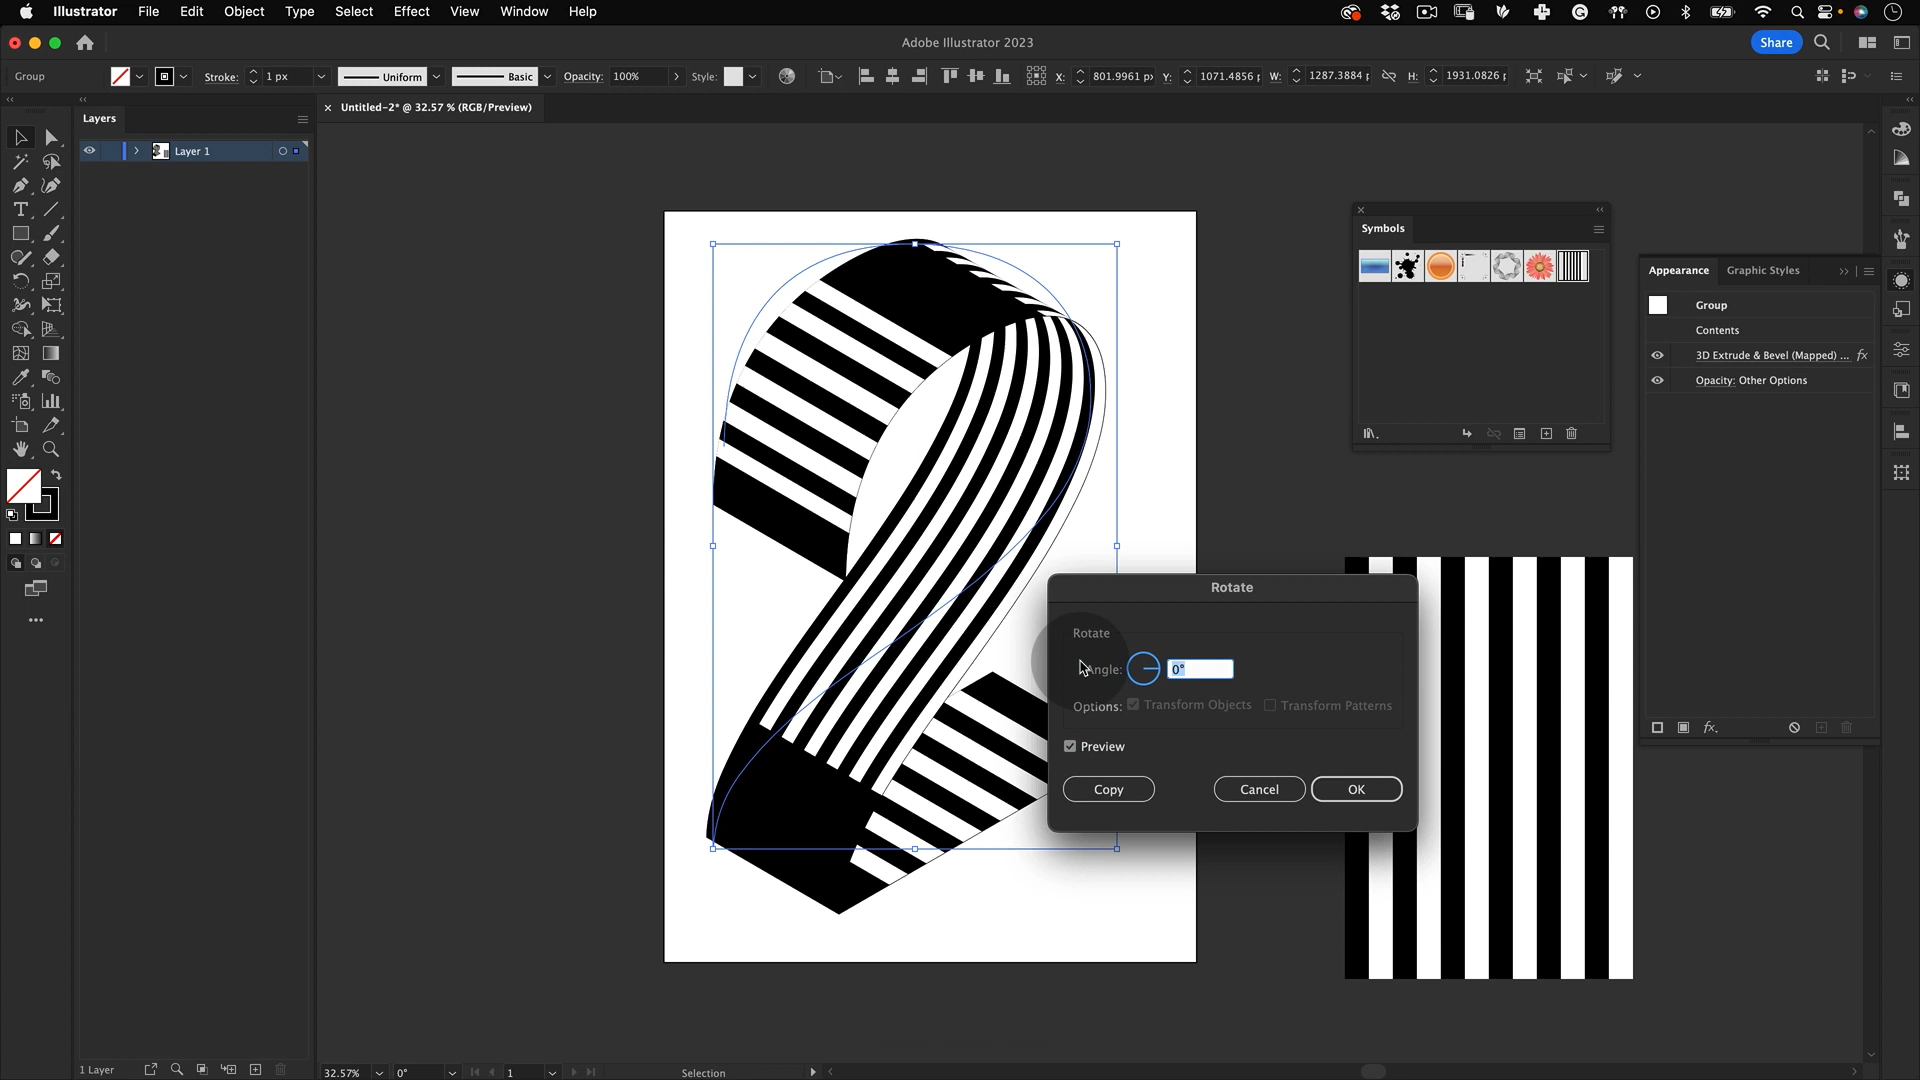 Illustrator File Edit Object Type Select Effect View Window Help
Adobe Illustrator 2023
Share
Group
Stroke: 1 px
Uniform
Basic
Opacity: 100%
Style:
X: 801.9961 px
Y: 1071.4856
W: 1287.3884
H: 1931.0826
Layers
× Untitled-2* @ 32.57 % (RGB/Preview)
Layer 1
Symbols
Appearance Graphic Styles
Group
Contents
3D Extrude & Bevel (Mapped) ... fx
Opacity: Other Options
fx.
Rotate
Rotate
Angle: 0°
Options: Transform Objects Transform Patterns
Preview
Copy Cancel OK
1 Layer
32.57%
0°
1
Selection